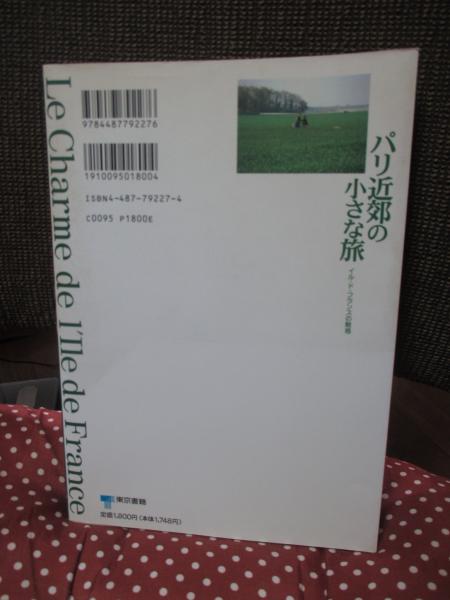 Le Charme de l'Ile de France
9784487792276
1910095018004
ISBN4-487-79227-4
C0095 P1800E
パリ近郊の
小さな旅
イル・ド・フランスの魅惑
東京書籍
定価1,800円(本体1,748円)